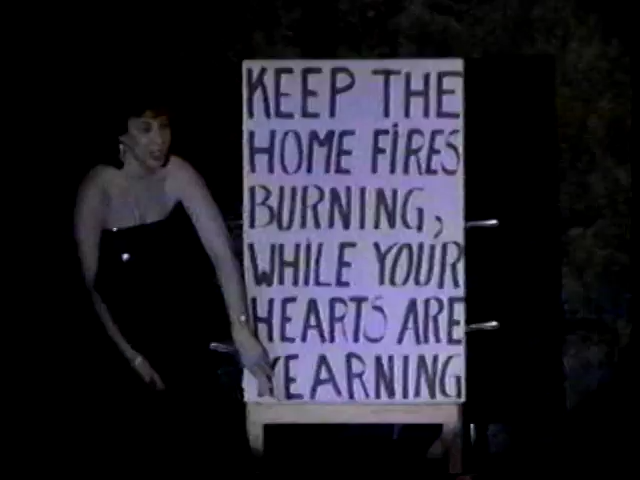 KEEP THE
HOME FIRES
BURNING,
WHILE YOUR
HEARTS ARE
YEARNING